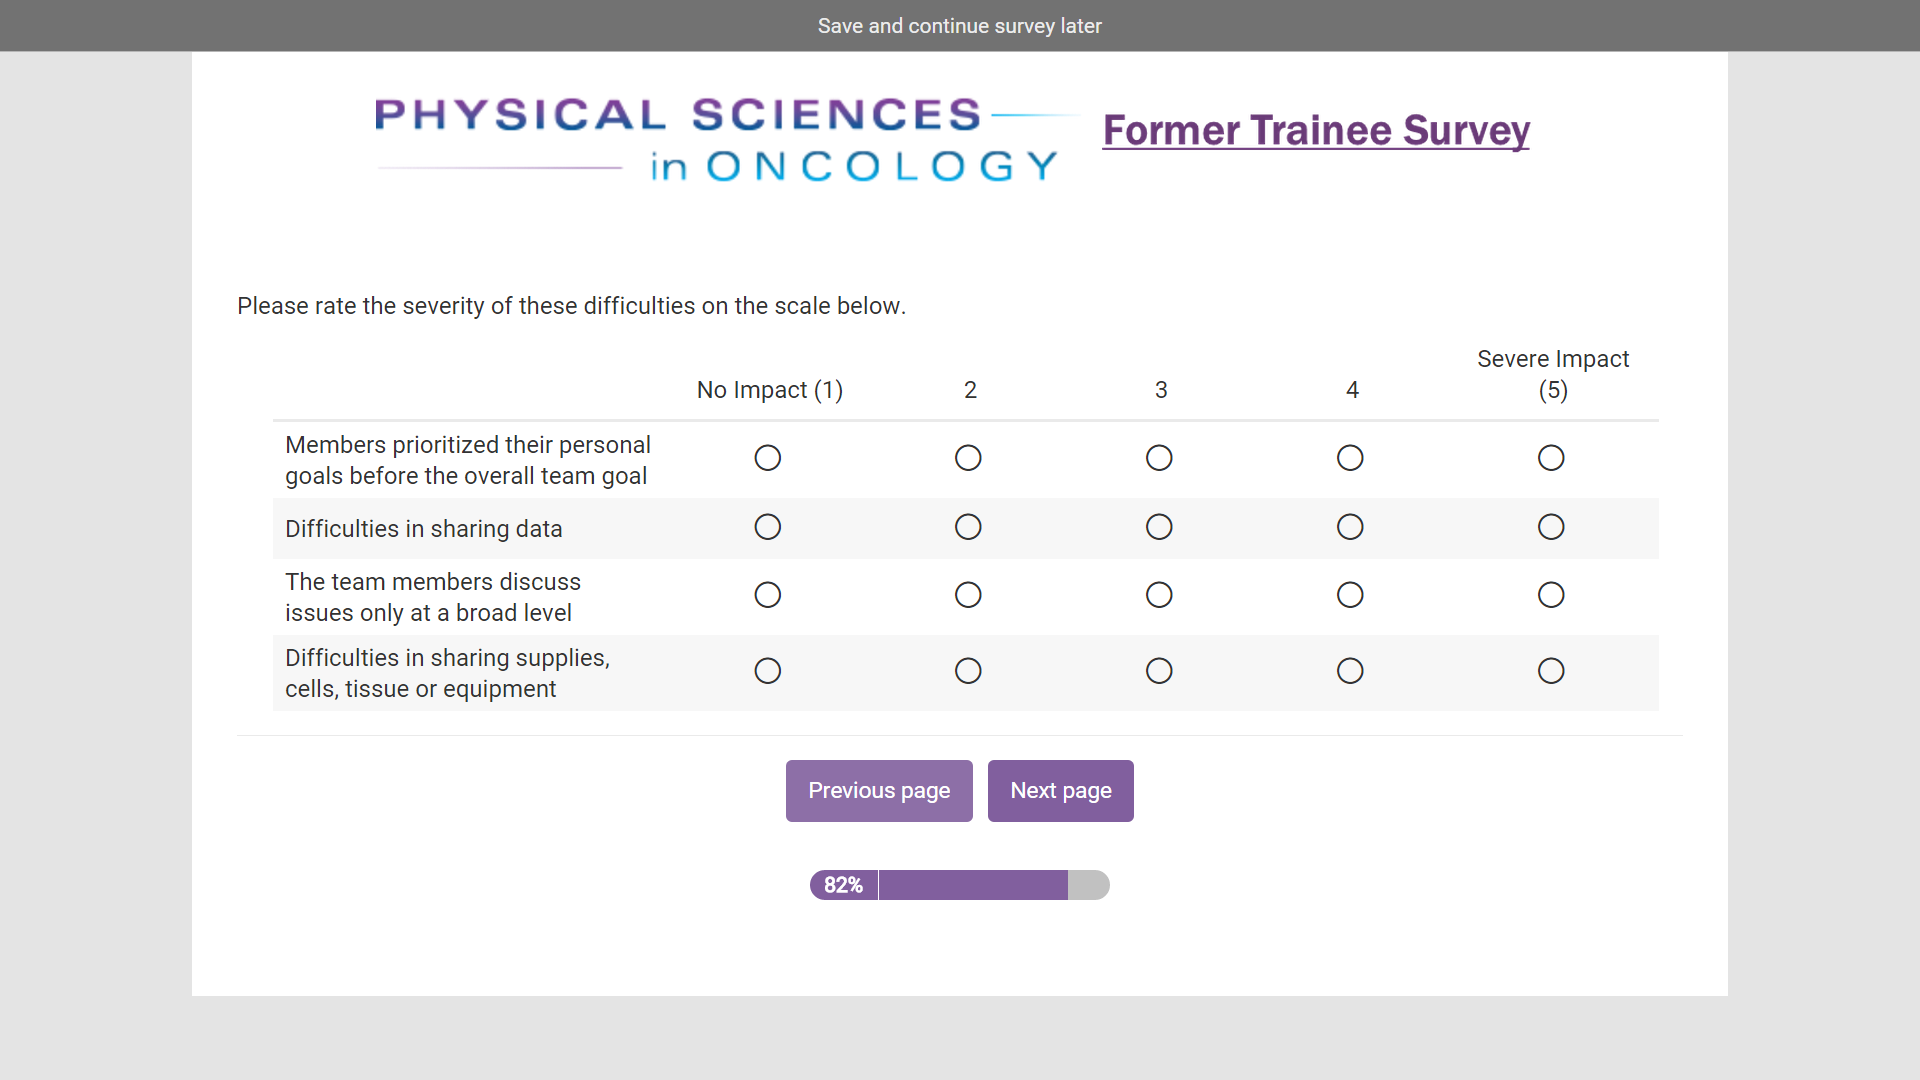 Save and continue survey later
PHYSICAL SCIENCES
in ONCOLOGY
Former Trainee Survey
Please rate the severity of these difficulties on the scale below.
No Impact (1) 2 3 4 Severe Impact
(5)
Members prioritized their personal
goals before the overall team goal
Difficulties in sharing data
The team members discuss
issues only at a broad level
Difficulties in sharing supplies,
cells, tissue or equipment
Previous page Next page
82%